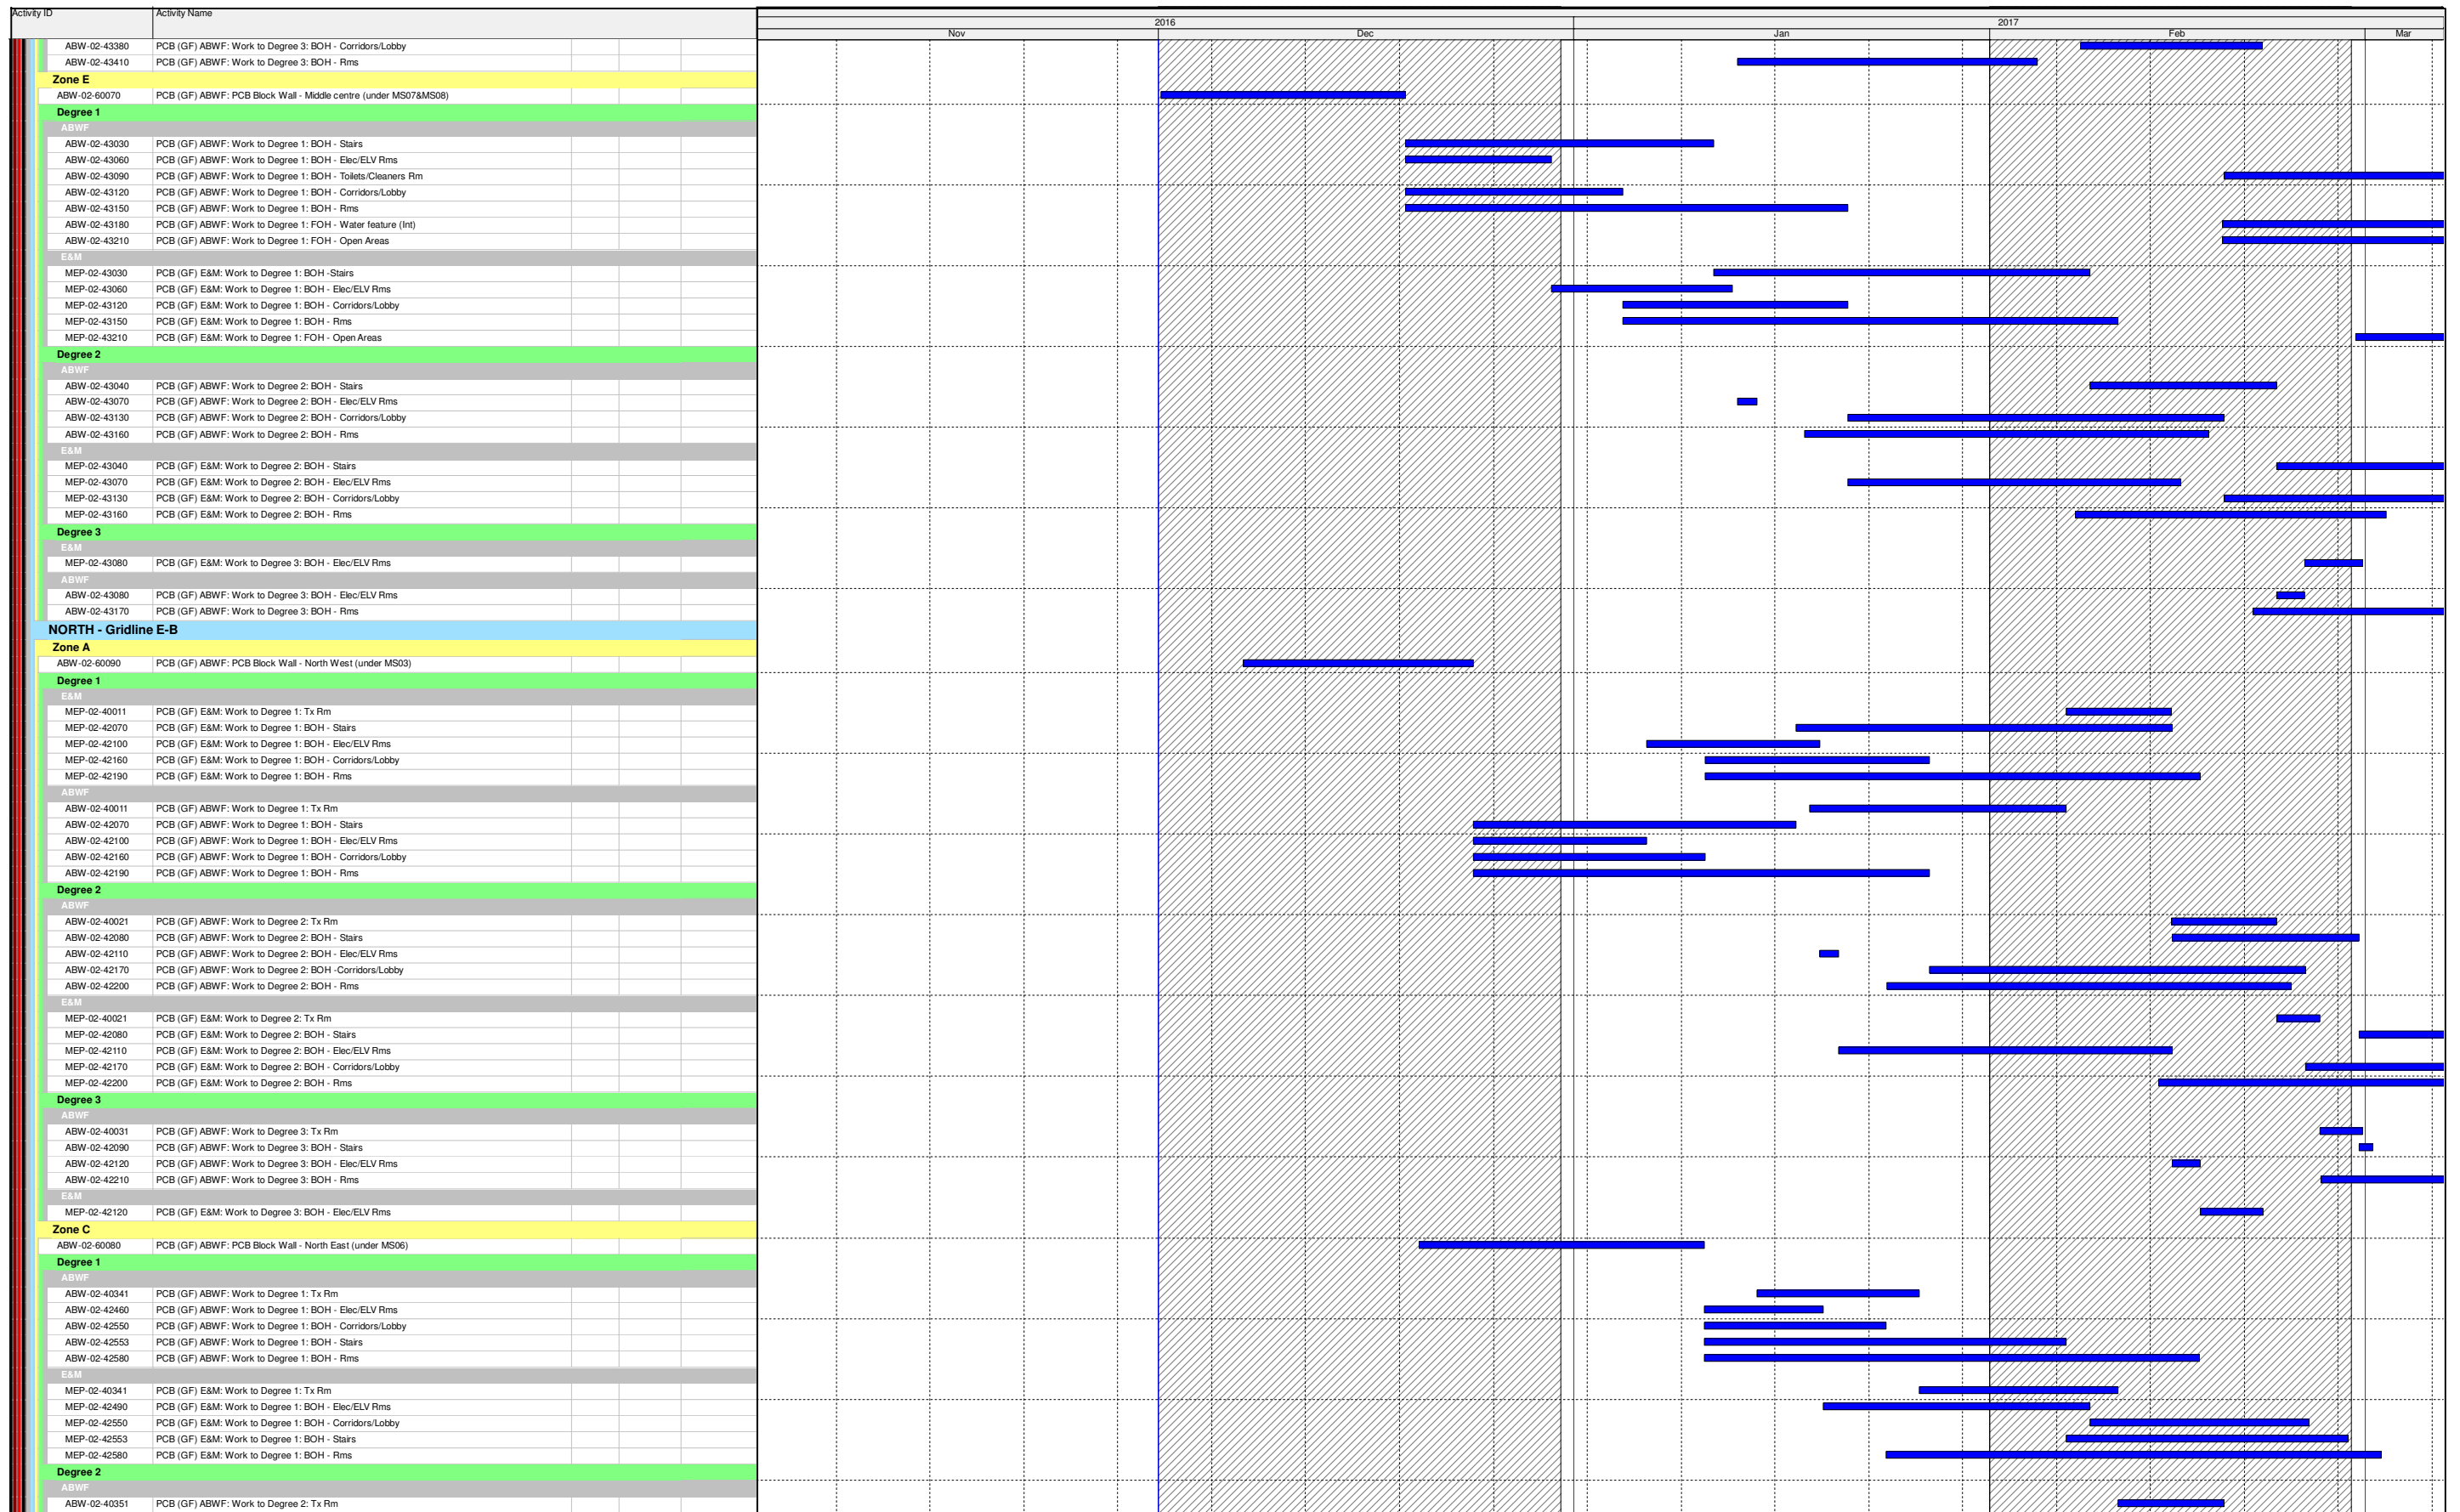 Activity ID Activity Name
2016 2017
Nov Dec Jan Feb Mar
ABW-02-43380 PCB (GF) ABWF: Work to Degree 3: BOH - Corridors/Lobby
ABW-02-43410 PCB (GF) ABWF: Work to Degree 3: BOH - Rms
Zone E
ABW-02-60070 PCB (GF) ABWF: PCB Block Wall - Middle centre (under MS07&MS08)
Degree 1
ABWF
ABW-02-43030 PCB (GF) ABWF: Work to Degree 1: BOH - Stairs
ABW-02-43060 PCB (GF) ABWF: Work to Degree 1: BOH - Elec/ELV Rms
ABW-02-43090 PCB (GF) ABWF: Work to Degree 1: BOH - Toilets/Cleaners Rm
ABW-02-43120 PCB (GF) ABWF: Work to Degree 1: BOH - Corridors/Lobby
ABW-02-43150 PCB (GF) ABWF: Work to Degree 1: BOH - Rms
ABW-02-43180 PCB (GF) ABWF: Work to Degree 1: FOH - Water feature (Int)
ABW-02-43210 PCB (GF) ABWF: Work to Degree 1: FOH - Open Areas
E&M
MEP-02-43030 PCB (GF) E&M: Work to Degree 1: BOH -Stairs
MEP-02-43060 PCB (GF) E&M: Work to Degree 1: BOH - Elec/ELV Rms
MEP-02-43120 PCB (GF) E&M: Work to Degree 1: BOH - Corridors/Lobby
MEP-02-43150 PCB (GF) E&M: Work to Degree 1: BOH - Rms
MEP-02-43210 PCB (GF) E&M: Work to Degree 1: FOH - Open Areas
Degree 2
ABWF
ABW-02-43040 PCB (GF) ABWF: Work to Degree 2: BOH - Stairs
ABW-02-43070 PCB (GF) ABWF: Work to Degree 2: BOH - Elec/ELV Rms
ABW-02-43130 PCB (GF) ABWF: Work to Degree 2: BOH - Corridors/Lobby
ABW-02-43160 PCB (GF) ABWF: Work to Degree 2: BOH - Rms
E&M
MEP-02-43040 PCB (GF) E&M: Work to Degree 2: BOH - Stairs
MEP-02-43070 PCB (GF) E&M: Work to Degree 2: BOH - Elec/ELV Rms
MEP-02-43130 PCB (GF) E&M: Work to Degree 2: BOH - Corridors/Lobby
MEP-02-43160 PCB (GF) E&M: Work to Degree 2: BOH - Rms
Degree 3
E&M
MEP-02-43080 PCB (GF) E&M: Work to Degree 3: BOH - Elec/ELV Rms
ABWF
ABW-02-43080 PCB (GF) ABWF: Work to Degree 3: BOH - Elec/ELV Rms
ABW-02-43170 PCB (GF) ABWF: Work to Degree 3: BOH - Rms
NORTH - Gridline E-B
Zone A
ABW-02-60090 PCB (GF) ABWF: PCB Block Wall - North West (under MS03)
Degree 1
E&M
MEP-02-40011 PCB (GF) E&M: Work to Degree 1: Tx Rm
MEP-02-42070 PCB (GF) E&M: Work to Degree 1: BOH - Stairs
MEP-02-42100 PCB (GF) E&M: Work to Degree 1: BOH - Elec/ELV Rms
MEP-02-42160 PCB (GF) E&M: Work to Degree 1: BOH - Corridors/Lobby
MEP-02-42190 PCB (GF) E&M: Work to Degree 1: BOH - Rms
ABWF
ABW-02-40011 PCB (GF) ABWF: Work to Degree 1: Tx Rm
ABW-02-42070 PCB (GF) ABWF: Work to Degree 1: BOH - Stairs
ABW-02-42100 PCB (GF) ABWF: Work to Degree 1: BOH - Elec/ELV Rms
ABW-02-42160 PCB (GF) ABWF: Work to Degree 1: BOH - Corridors/Lobby
ABW-02-42190 PCB (GF) ABWF: Work to Degree 1: BOH - Rms
Degree 2
ABWF
ABW-02-40021 PCB (GF) ABWF: Work to Degree 2: Tx Rm
ABW-02-42080 PCB (GF) ABWF: Work to Degree 2: BOH - Stairs
ABW-02-42110 PCB (GF) ABWF: Work to Degree 2: BOH - Elec/ELV Rms
ABW-02-42170 PCB (GF) ABWF: Work to Degree 2: BOH -Corridors/Lobby
ABW-02-42200 PCB (GF) ABWF: Work to Degree 2: BOH - Rms
E&M
MEP-02-40021 PCB (GF) E&M: Work to Degree 2: Tx Rm
MEP-02-42080 PCB (GF) E&M: Work to Degree 2: BOH - Stairs
MEP-02-42110 PCB (GF) E&M: Work to Degree 2: BOH - Elec/ELV Rms
MEP-02-42170 PCB (GF) E&M: Work to Degree 2: BOH - Corridors/Lobby
MEP-02-42200 PCB (GF) E&M: Work to Degree 2: BOH - Rms
Degree 3
ABWF
ABW-02-40031 PCB (GF) ABWF: Work to Degree 3: Tx Rm
ABW-02-42090 PCB (GF) ABWF: Work to Degree 3: BOH - Stairs
ABW-02-42120 PCB (GF) ABWF: Work to Degree 3: BOH - Elec/ELV Rms
ABW-02-42210 PCB (GF) ABWF: Work to Degree 3: BOH - Rms
E&M
MEP-02-42120 PCB (GF) E&M: Work to Degree 3: BOH - Elec/ELV Rms
Zone C
ABW-02-60080 PCB (GF) ABWF: PCB Block Wall - North East (under MS06)
Degree 1
ABWF
ABW-02-40341 PCB (GF) ABWF: Work to Degree 1: Tx Rm
ABW-02-42460 PCB (GF) ABWF: Work to Degree 1: BOH - Elec/ELV Rms
ABW-02-42550 PCB (GF) ABWF: Work to Degree 1: BOH - Corridors/Lobby
ABW-02-42553 PCB (GF) ABWF: Work to Degree 1: BOH - Stairs
ABW-02-42580 PCB (GF) ABWF: Work to Degree 1: BOH - Rms
E&M
MEP-02-40341 PCB (GF) E&M: Work to Degree 1: Tx Rm
MEP-02-42490 PCB (GF) E&M: Work to Degree 1: BOH - Elec/ELV Rms
MEP-02-42550 PCB (GF) E&M: Work to Degree 1: BOH - Corridors/Lobby
MEP-02-42553 PCB (GF) E&M: Work to Degree 1: BOH - Stairs
MEP-02-42580 PCB (GF) E&M: Work to Degree 1: BOH - Rms
Degree 2
ABWF
ABW-02-40351 PCB (GF) ABWF: Work to Degree 2: Tx Rm